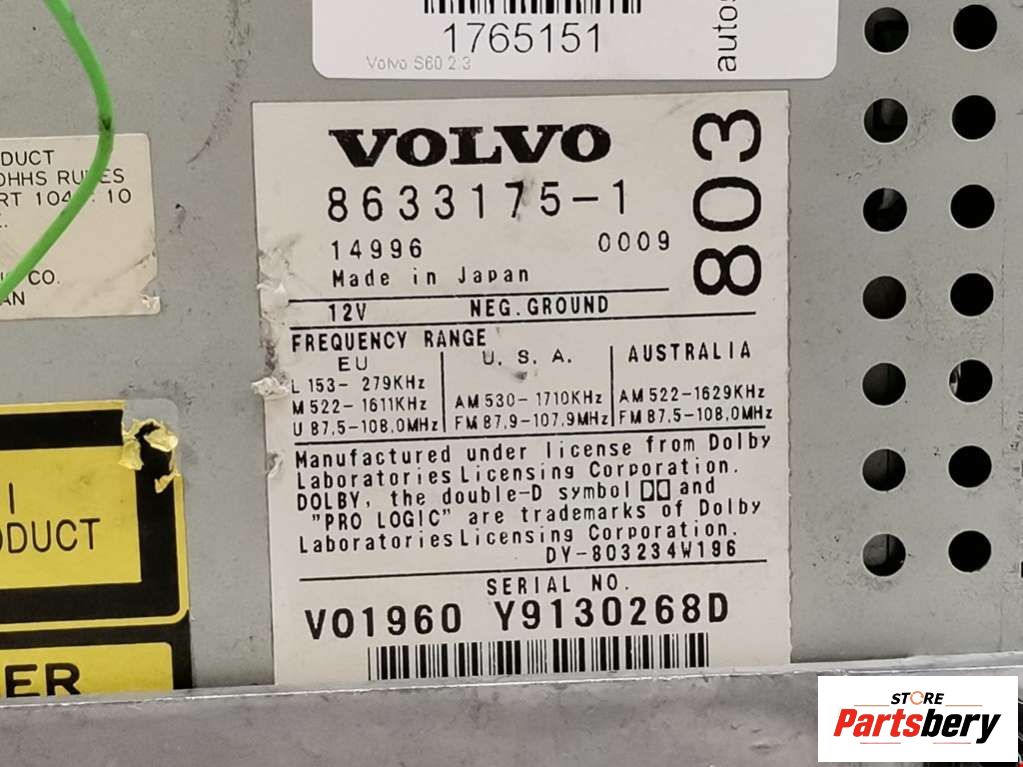 1765151
Volvo S60 2.3
autos
DUCT
OHHS RULES
RT 104 10
CO.
AN
VOLVO
803
8633175-1
14996 0009
Made in Japan
12V NEG. GROUND
FREQUENCY RANGE
EU
L 153- 279KHz
M 522- 1611KHz
U 87.5-108.0MHz
U. S. A.
AM 530- 1710KHz
FM 87.9-107.9MHz
AUSTRALIA
AM 522-1629KHz
FM 87.5-108.0MHz
Manufactured under license from Dolby
Laboratories Licensing Corporation.
DOLBY, the double-D symbol and
"PRO LOGIC" are trademarks of Dolby
Laboratories Licensing Corporation.
DY-803234W196
SERIAL NO.
V01960 Y9130268D
I
ODUCT
ER
STORE
Partsbery